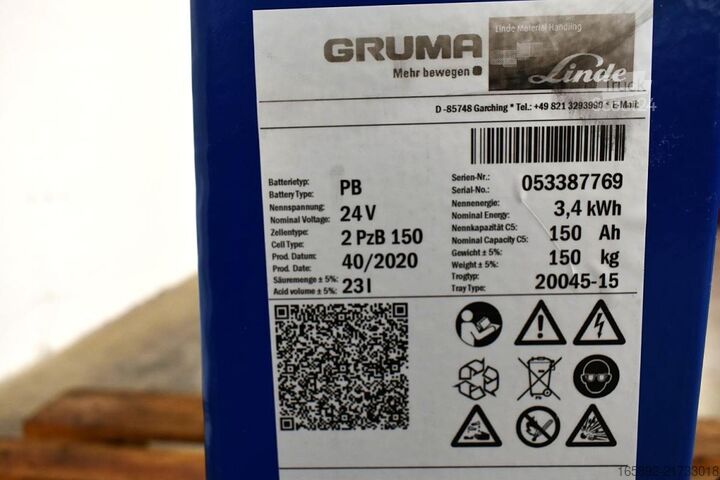 GRUMA
Mehr bewegen
Linde Material Handling
Linde
D -85748 Garching * Tel.: +49 821 3293990 * E-Mail:
Batterietyp:
Battery Type: PB
Nennspannung:
Nominal Voltage: 24 V
Zellentype:
Cell Type: 2 PzB 150
Prod. Datum:
Prod. Date: 40/2020
Säuremenge ± 5%:
Acid volume ± 5%: 23 l
Serien-Nr.:
Serial-No.: 053387769
Nennenergie:
Nominal Energy: 3,4 kWh
Nennkapazität C5:
Nominal Capacity C5: 150 Ah
Gewicht ± 5%:
Weight ± 5%: 150 kg
Trogtyp:
Tray Type: 20045-15
Pb